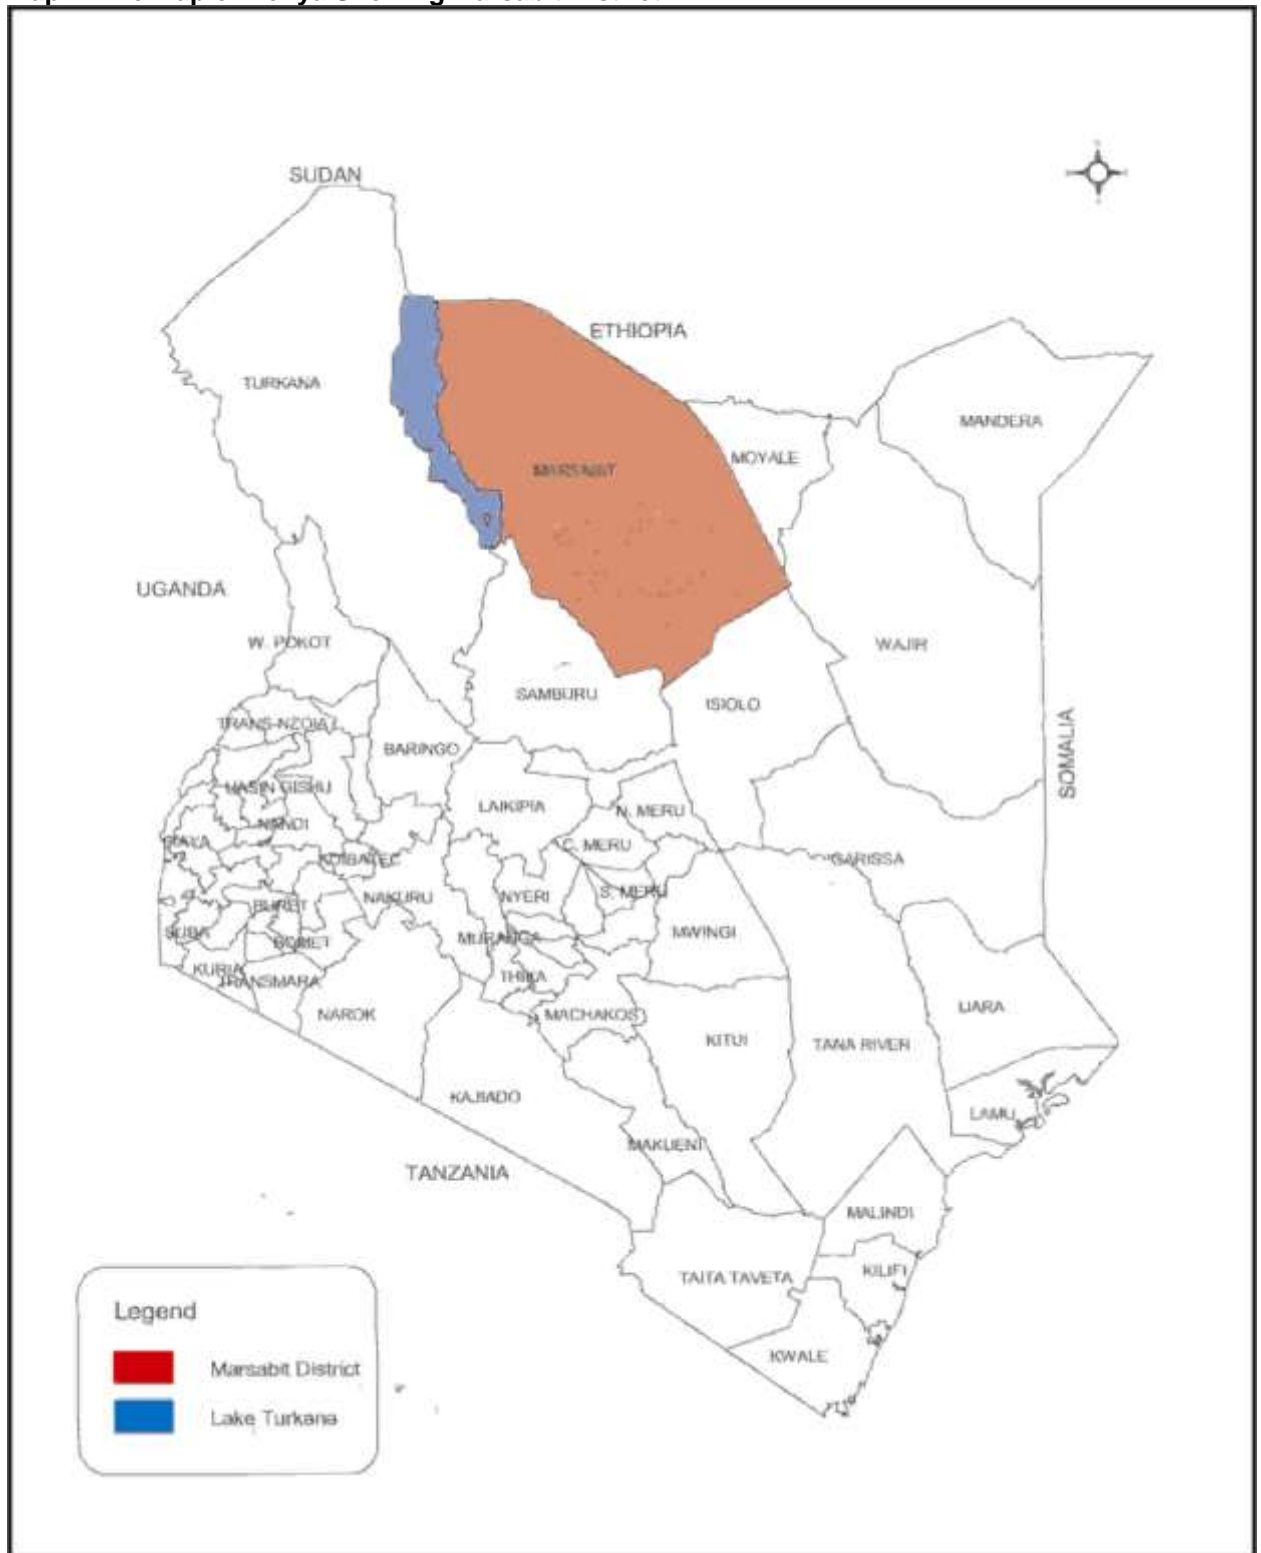 SUDAN
ETHIOPIA
TURKANA
MANDERA
MOYALE
MARSABIT
UGANDA
W. POKOT
WAJIR
SAMBURU
ISIOLO
SOMALIA
TRANS-NZOIA
BARINGO
UASIN GISHU
LAIKIPIA
N. MERU
NANDI
SIAYA
C. MERU
KOIBATEC
GARISSA
BURET
NAKURU
NYERI
S. MERU
SUBA
BOMET
MURANGA
MWINGI
KURIA
TRANSMARA
THIKA
NAROK
MACHAKOS
IJARA
KITUI
TANA RIVER
KAJIADO
LAMU
MAKUENI
TANZANIA
MALINDI
TAITA TAVETA
KILIFI
KWALE
Legend
Marsabit District
Lake Turkana